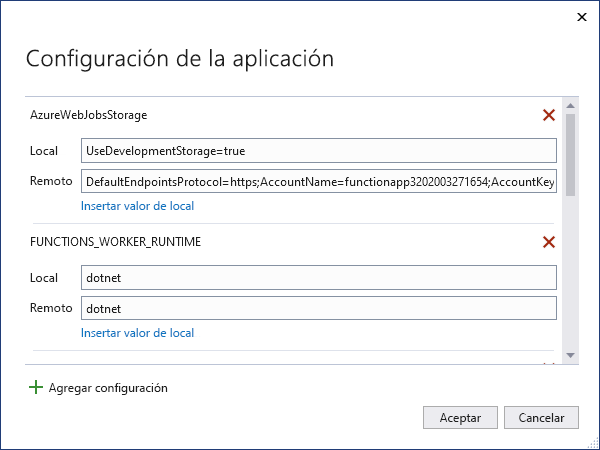 Configuración de la aplicación
AzureWebJobsStorage
Local UseDevelopmentStorage=true
Remoto DefaultEndpointsProtocol=https;AccountName=functionapp3202003271654;AccountKey
Insertar valor de local
FUNCTIONS_WORKER_RUNTIME
Local dotnet
Remoto dotnet
Insertar valor de local
Agregar configuración
Aceptar Cancelar